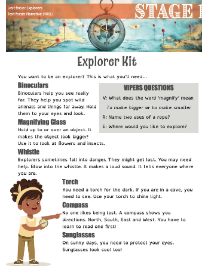 STAGE
Explorer Kit
You want to be an explorer! This is what you'll need...
Binoculars
Binoculars help you see really
far. They help you spot wild
animals and things far away. Hold
them to your eyes and look.
VIPERS QUESTIONS
V: What does the word 'magnify' mean
To make bigger or to make smaller
R: Name two uses of a rope?
E: Where would you like to explore?
Magnifying Glass
Hold up to or over an object. It
makes the object look bigger!
Use it to look at flowers and insects.
Whistle
Explorers sometimes fall into danger. They might get lost. You may need
help. Blow into the whistle. It makes a loud sound. It tells everyone where
you are.
Torch
You need a torch for the dark. If you are in a cave, you
need to see. Use your torch to shine light.
Compass
No one likes being lost. A compass shows you
directions. North, South, East and West. You have to
learn to read one first!
Sunglasses
On sunny days, you need to protect your eyes.
Sunglasses look cool too!